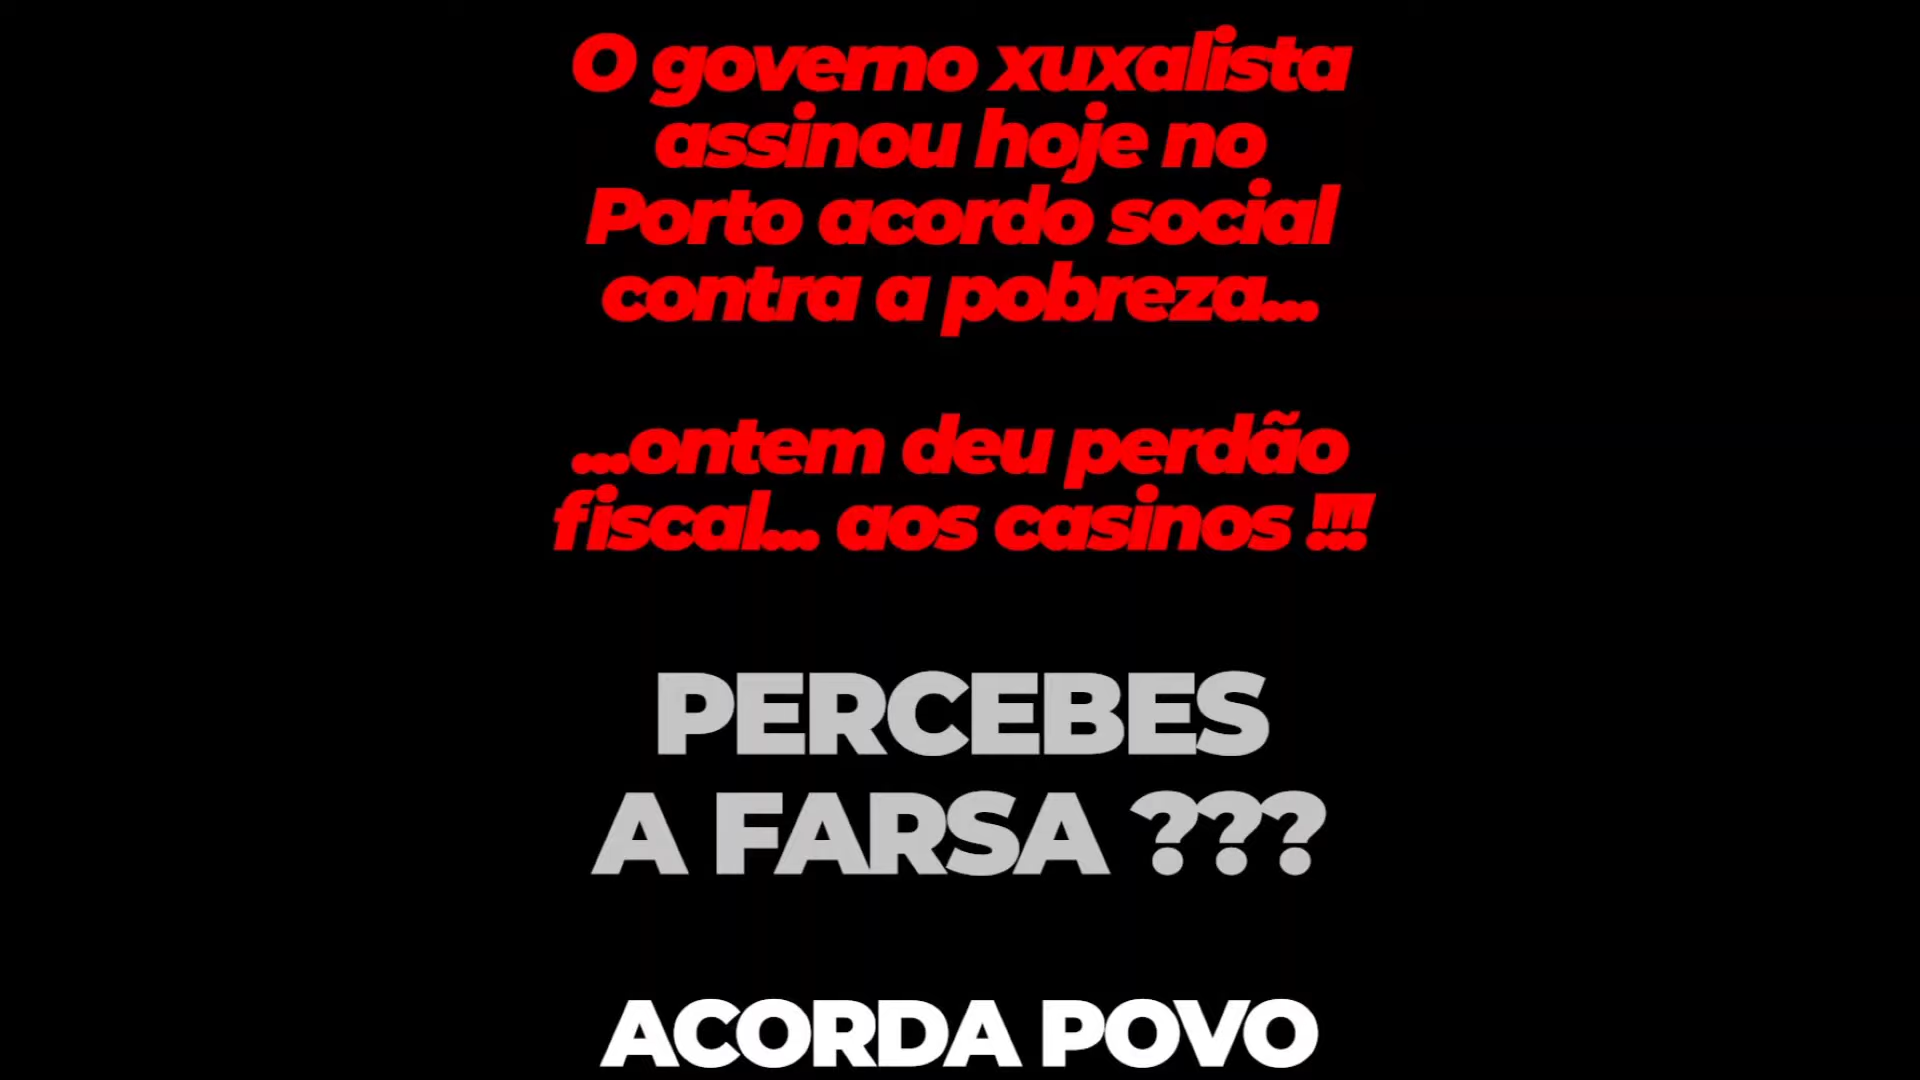 O governo xuxalista
assinou hoje no
Porto acordo social
contra a pobreza...
...ontem deu perdão
fiscal... aos casinos !!!
PERCEBES
A FARSA ???
ACORDA POVO